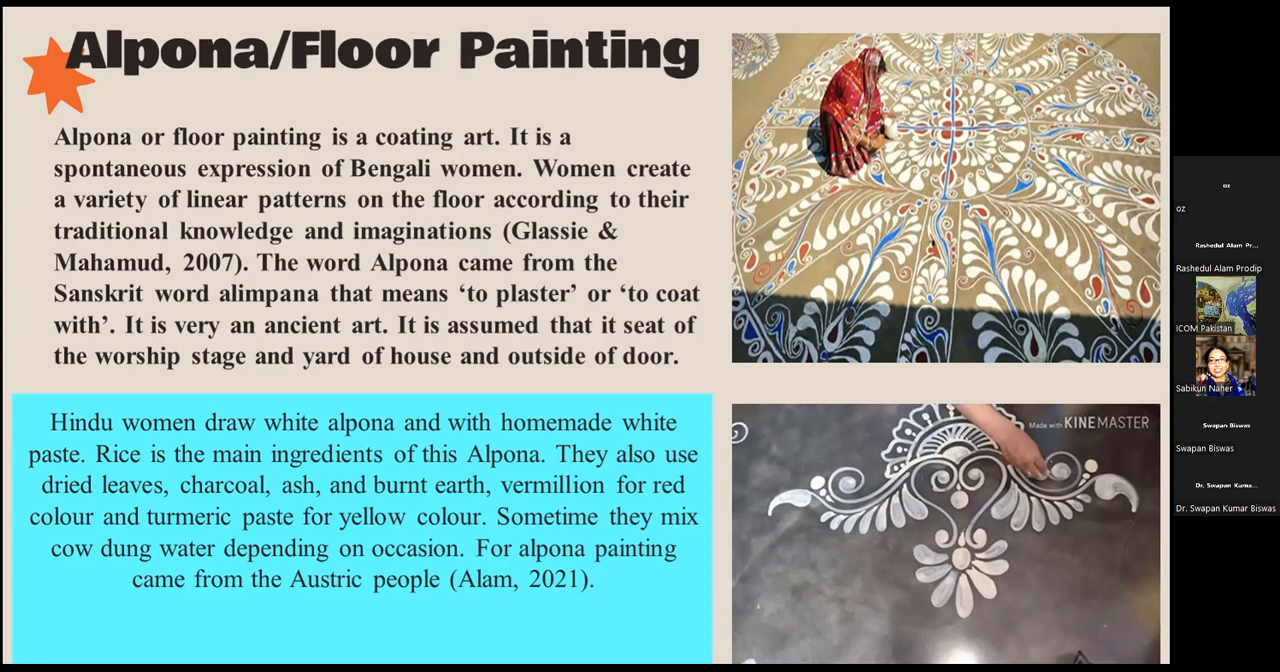 Alpona/Floor Painting
Alpona or floor painting is a coating art. It is a
spontaneous expression of Bengali women. Women create
a variety of linear patterns on the floor according to their
traditional knowledge and imaginations (Glassie &
Mahamud, 2007). The word Alpona came from the
Sanskrit word alimpana that means ‘to plaster’ or ‘to coat
with’. It is very an ancient art. It is assumed that it seat of
the worship stage and yard of house and outside of door.
Hindu women draw white alpona and with homemade white
paste. Rice is the main ingredients of this Alpona. They also use
dried leaves, charcoal, ash, and burnt earth, vermillion for red
colour and turmeric paste for yellow colour. Sometime they mix
cow dung water depending on occasion. For alpona painting
came from the Austric people (Alam, 2021).
Made with KINEMASTER
oz
oz
Rashedul Alam Pr...
Rashedul Alam Prodip
ICOM Pakistan
Sabikun Naher
Swapan Biswas
Swapan Biswas
Dr. Swapan Kuma...
Dr. Swapan Kumar Biswas